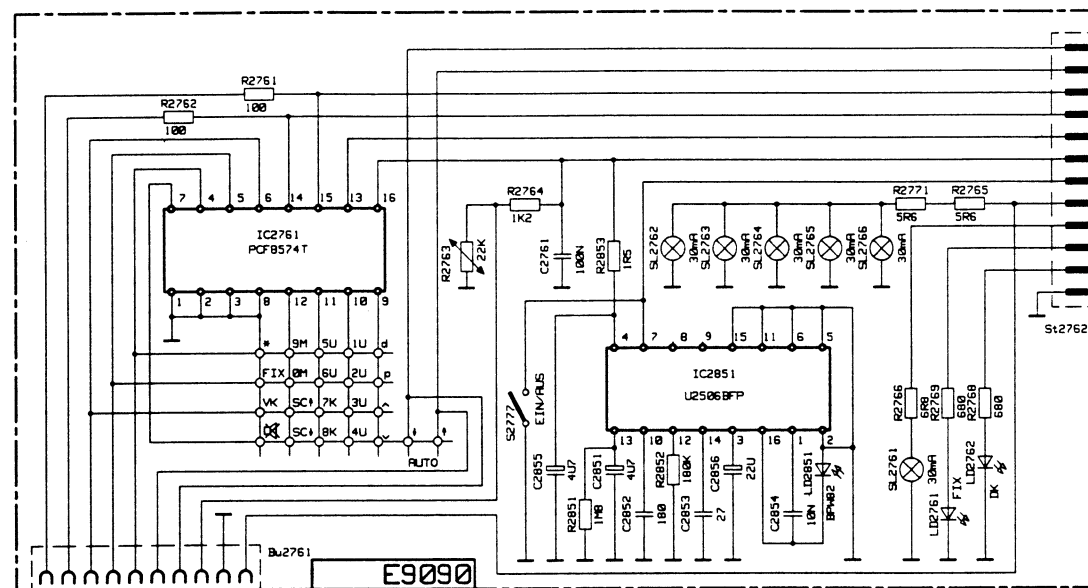 R2761
100
R2762
100
7 4 5 6 14 15 13 16
IC2761
PCF8574T
1 2 3 8 12 11 10 9
* 9M 5U 1U d
FIX 0M 6U 2U p
VK SC 7K 3U ^
SC 8K 4U
AUTO
R2764
1K2
R2763
22K
C2761
100N
R2853
1R5
SL2762
30mA
SL2763
30mA
SL2764
30mA
SL2765
30mA
SL2766
30mA
R2771
5R6
R2765
5R6
St2762
4 7 8 9 15 11 6 5
IC2851
U2506BFP
13 10 12 14 3 16 1 2
S2777
EIN/AUS
C2855
4U7
R2851
1M8
C2851
4U7
C2852
180
R2852
180K
C2853
27
C2856
22U
C2854
10N
LD2851
BPW82
R2766
6R8
R2769
680
R2768
680
SL2761
30mA
LD2761
FIX
LD2762
DK
Bu2761
E9090